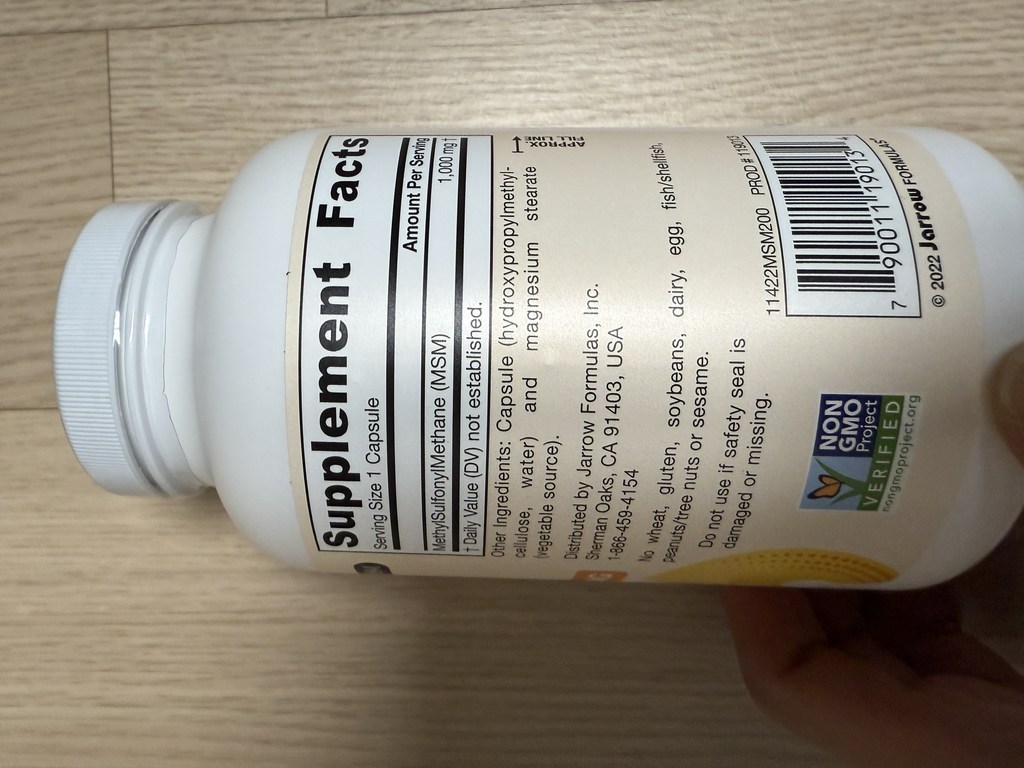 Supplement Facts
Serving Size 1 Capsule
Amount Per Serving
MethylSulfonylMethane (MSM) 1,000 mg †
† Daily Value (DV) not established.
Other Ingredients: Capsule (hydroxypropylmethyl-
cellulose, water) and magnesium stearate
(vegetable source).
APPROX.
FILL LINE
Distributed by Jarrow Formulas, Inc.
Sherman Oaks, CA 91403, USA
1-866-459-4154
No wheat, gluten, soybeans, dairy, egg, fish/shellfish,
peanuts/tree nuts or sesame.
Do not use if safety seal is
damaged or missing.
11422MSM200 PROD # 119013
7 90011 19013 4
© 2022 Jarrow FORMULAS
NON
GMO
Project
VERIFIED
nongmoproject.org